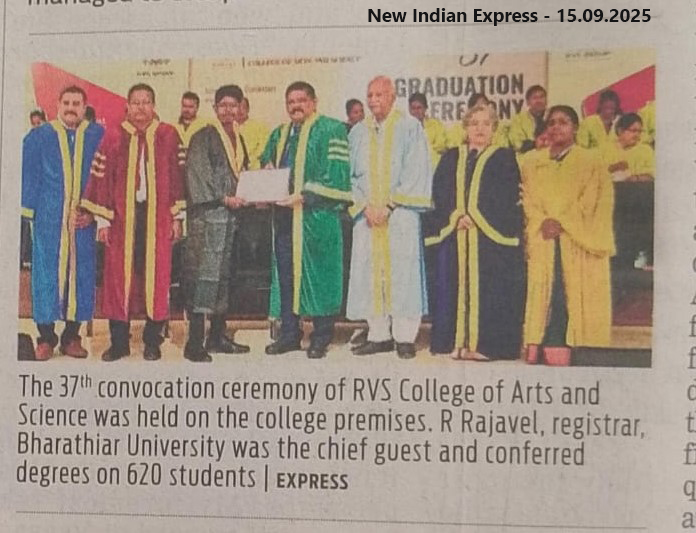 New Indian Express - 15.09.2025
GRADUATION
CEREMONY
The 37th convocation ceremony of RVS College of Arts and
Science was held on the college premises. R Rajavel, registrar,
Bharathiar University was the chief guest and conferred
degrees on 620 students | EXPRESS